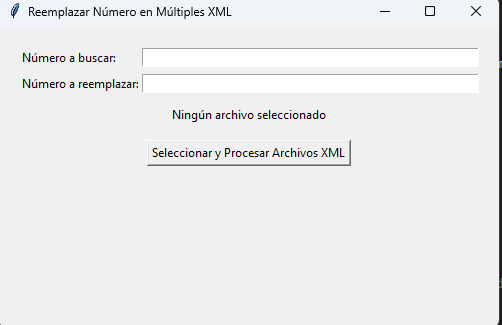 Reemplazar Número en Múltiples XML
Número a buscar:
Número a reemplazar:
Ningún archivo seleccionado
Seleccionar y Procesar Archivos XML